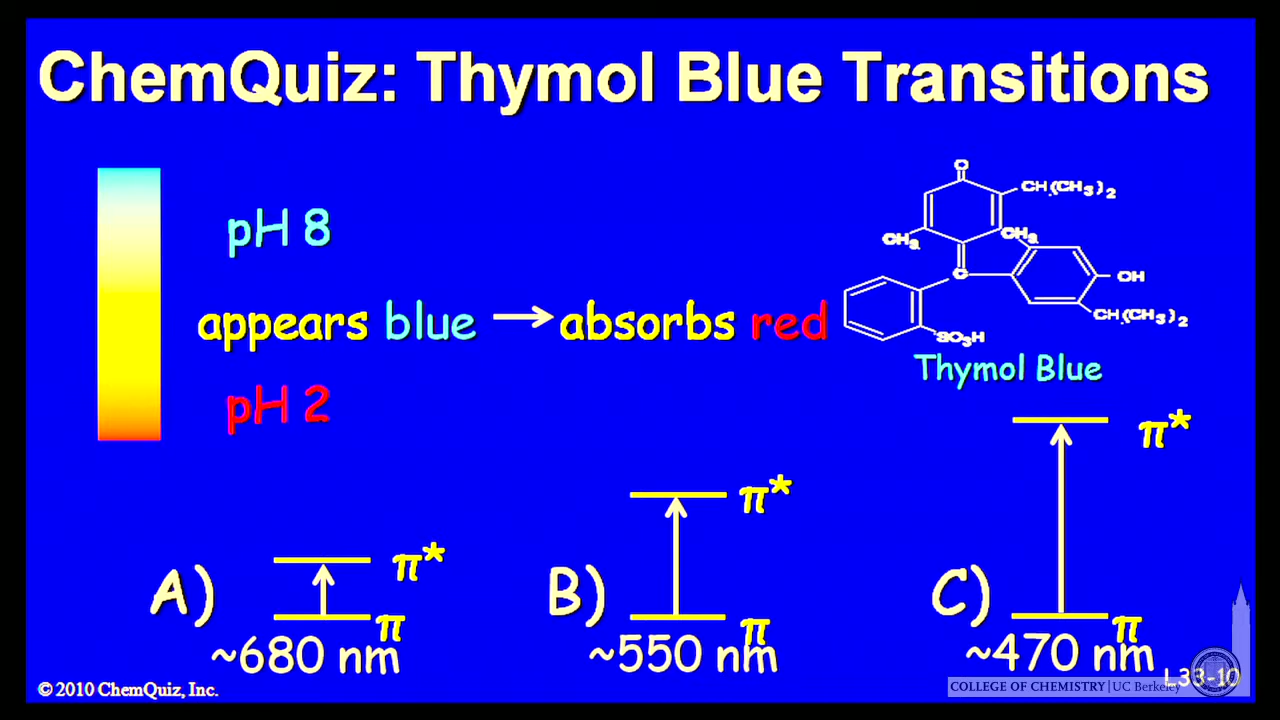 ChemQuiz: Thymol Blue Transitions
pH 8
appears blue → absorbs red
pH 2
O
CH(CH3)2
CH3
CH3
C
OH
CH(CH3)2
SO3H
Thymol Blue
A)
π*
π
~680 nm
B)
π*
π
~550 nm
C)
π*
π
~470 nm
© 2010 ChemQuiz, Inc.
COLLEGE OF CHEMISTRY | UC Berkeley
L33-10